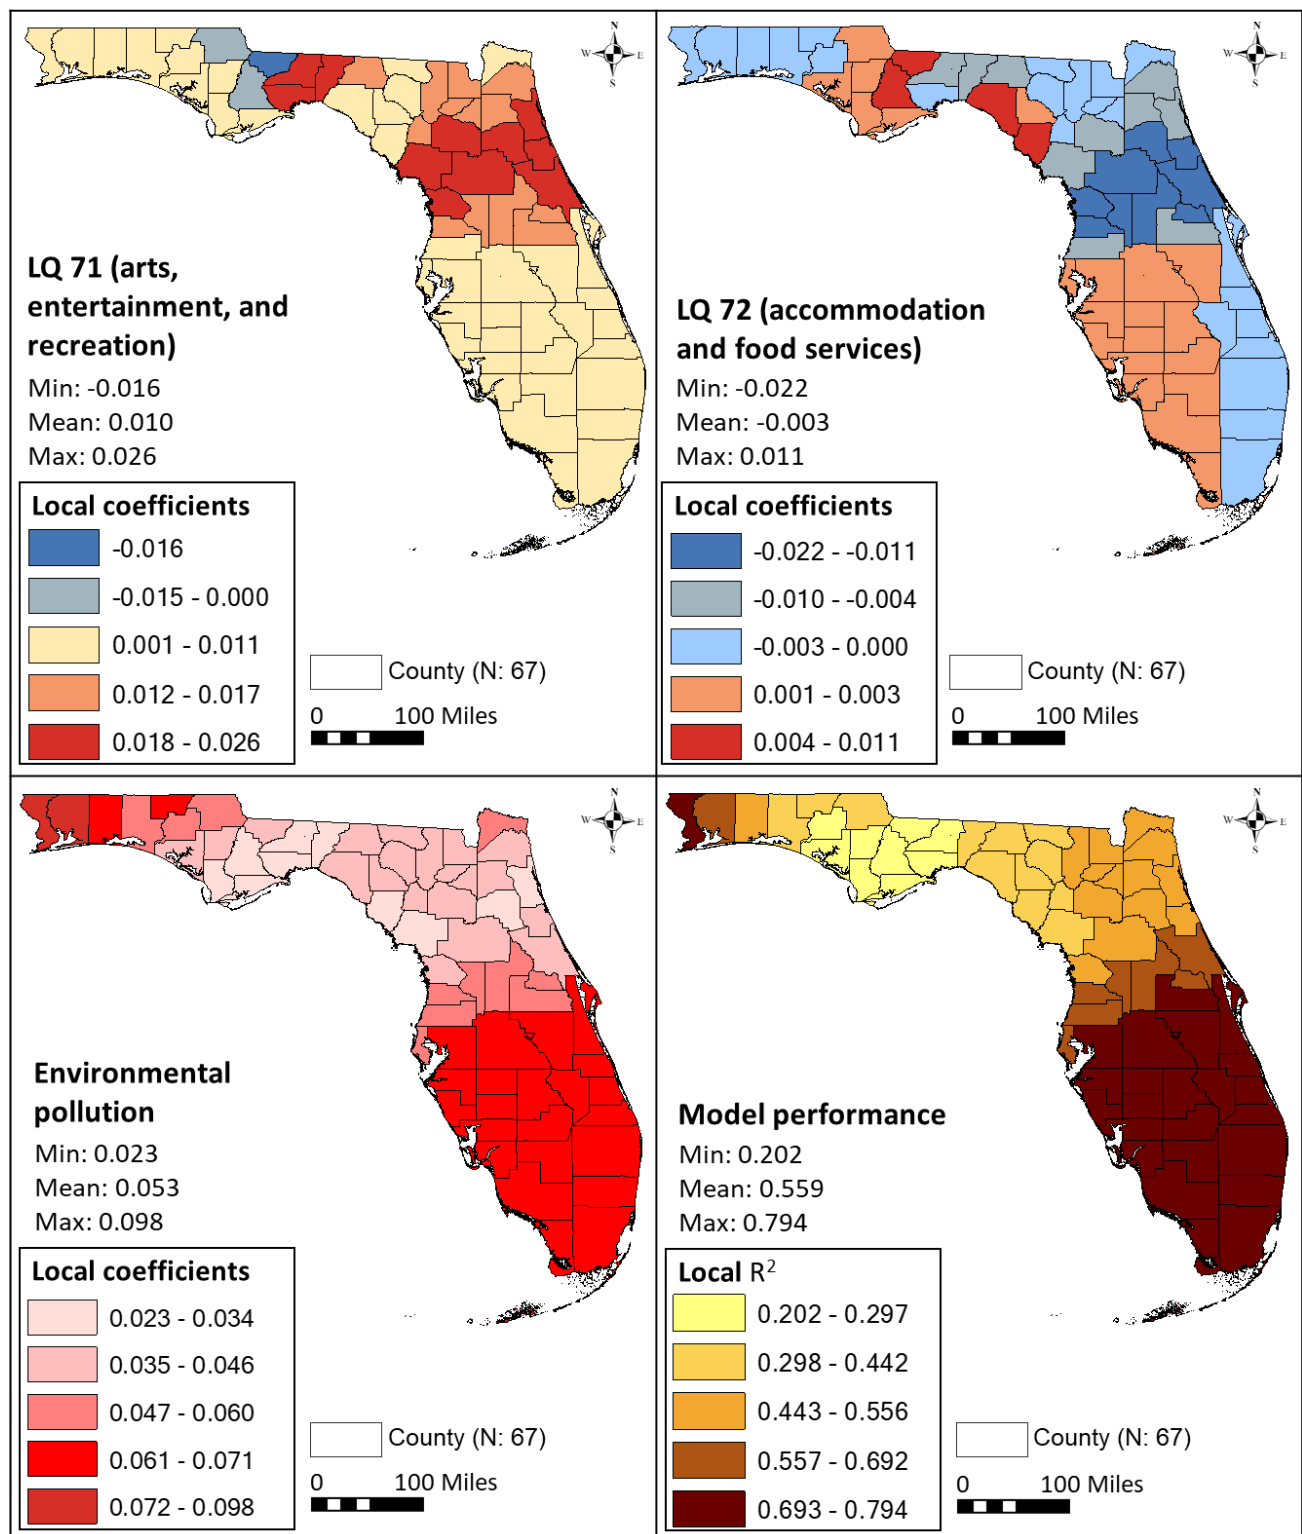 N
W E
S
LQ 71 (arts,
entertainment, and
recreation)
Min: -0.016
Mean: 0.010
Max: 0.026
Local coefficients
-0.016
-0.015 - 0.000
0.001 - 0.011
0.012 - 0.017
0.018 - 0.026
County (N: 67)
0 100 Miles
N
W E
S
LQ 72 (accommodation
and food services)
Min: -0.022
Mean: -0.003
Max: 0.011
Local coefficients
-0.022 - -0.011
-0.010 - -0.004
-0.003 - 0.000
0.001 - 0.003
0.004 - 0.011
County (N: 67)
0 100 Miles
N
W E
S
Environmental
pollution
Min: 0.023
Mean: 0.053
Max: 0.098
Local coefficients
0.023 - 0.034
0.035 - 0.046
0.047 - 0.060
0.061 - 0.071
0.072 - 0.098
County (N: 67)
0 100 Miles
N
W E
S
Model performance
Min: 0.202
Mean: 0.559
Max: 0.794
Local R²
0.202 - 0.297
0.298 - 0.442
0.443 - 0.556
0.557 - 0.692
0.693 - 0.794
County (N: 67)
0 100 Miles